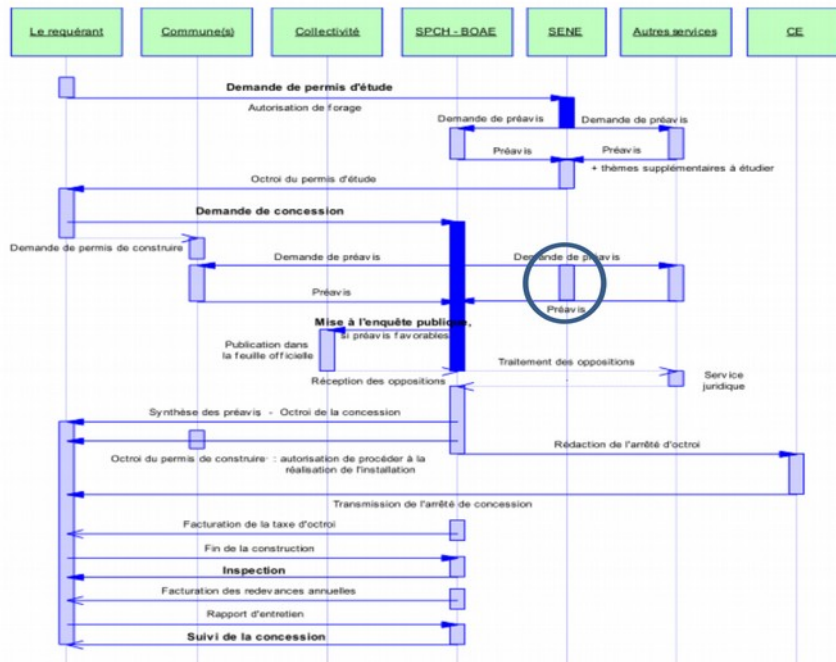 Le requérant
Commune(s)
Collectivité
SPCH - BOAE
SENE
Autres services
CE
Demande de permis d'étude
Autorisation de forage
Demande de préavis
Demande de préavis
Préavis
Préavis
+ thèmes supplémentaires à étudier
Octroi du permis d'étude
Demande de concession
Demande de permis de construire
Demande de préavis
Demande de préavis
Préavis
Préavis
Mise à l'enquête publique,
si préavis favorables
Publication dans
la feuille officielle
Traitement des oppositions
Réception des oppositions
Service
juridique
Synthèse des préavis - Octroi de la concession
Rédaction de l'arrêté d'octroi
Octroi du permis de construire : autorisation de procéder à la
réalisation de l'installation
Transmission de l'arrêté de concession
Facturation de la taxe d'octroi
Fin de la construction
Inspection
Facturation des redevances annuelles
Rapport d'entretien
Suivi de la concession